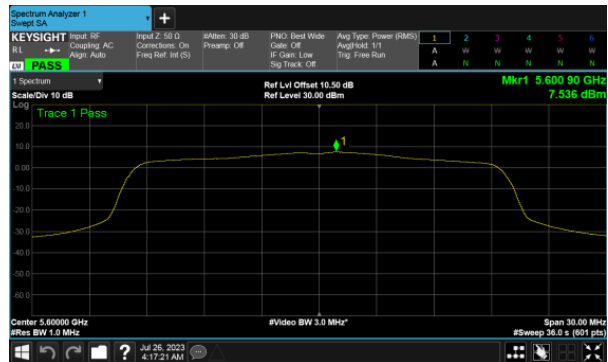 Spectrum Analyzer 1
Swept SA
KEYSIGHT Input: RF Input Z: 50 Ω #Atten: 30 dB PNO: Best Wide Avg Type: Power (RMS) 1 2 3 4 5 6
RL Coupling: AC Corrections: On Preamp: Off Gate: Off Avg|Hold: 1/1 A W W W W W
Align: Auto Freq Ref: Int (S) IF Gain: Low Trig: Free Run
LXI PASS Sig Track: Off A N N N N N
1 Spectrum Ref Lvl Offset 10.50 dB Mkr1 5.600 90 GHz
Scale/Div 10 dB Ref Level 30.00 dBm 7.536 dBm
Log
Trace 1 Pass
20.0
10.0 1
0.00
-10.0
-20.0
-30.0
-40.0
-50.0
-60.0
Center 5.60000 GHz #Video BW 3.0 MHz* Span 30.00 MHz
#Res BW 1.0 MHz #Sweep 36.0 s (601 pts)
? Jul 26, 2023
4:17:21 AM